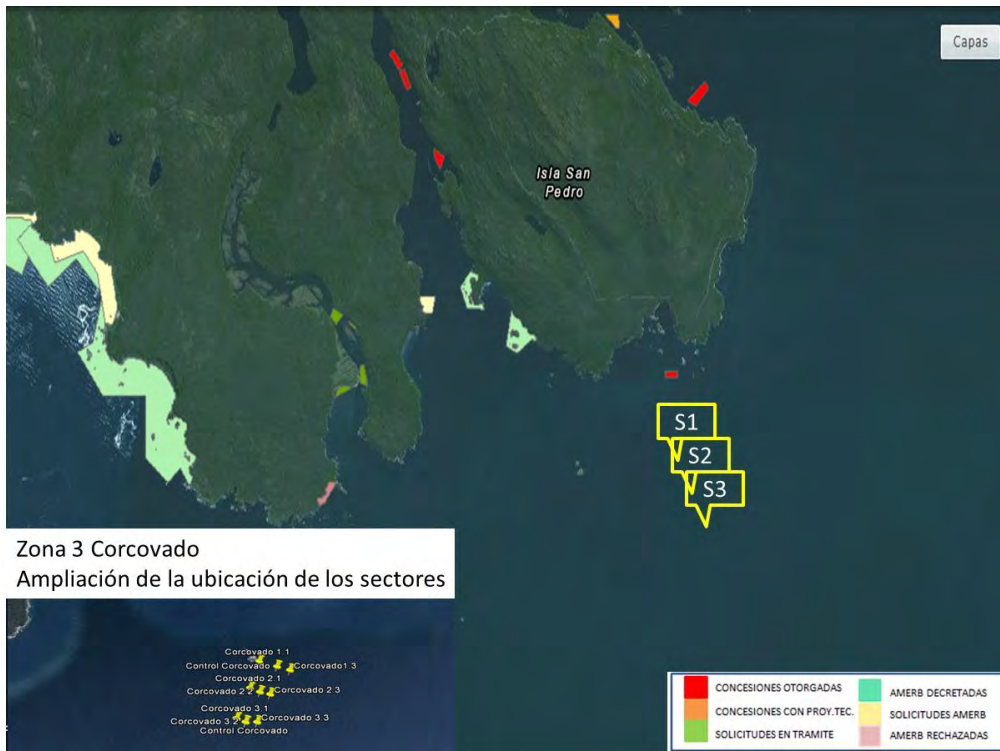 Capas
Isla San
Pedro
S1
S2
S3
Zona 3 Corcovado
Ampliación de la ubicación de los sectores
Corcovado 1.1
Control Corcovado
Corcovado1 3
Corcovado 2.1
Corcovado 2.2
Corcovado 2.3
Corcovado 3.1
Corcovado 3.2
Corcovado 3.3
Control Corcovado
CONCESIONES OTORGADAS
CONCESIONES CON PROY.TEC.
SOLICITUDES EN TRAMITE
AMERB DECRETADAS
SOLICITUDES AMERB
AMERB RECHAZADAS